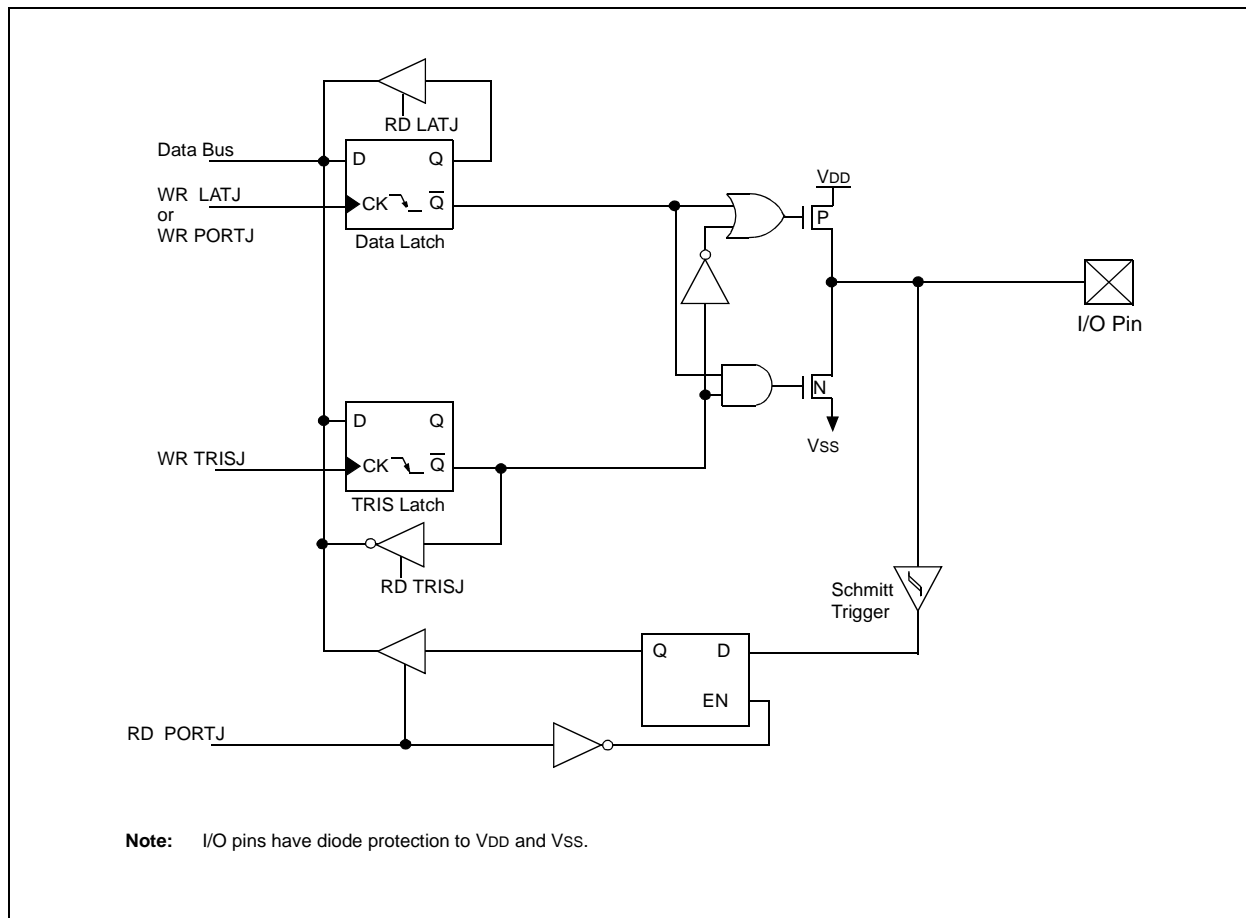 RD LATJ
Data Bus
D Q
WR LATJ
or
WR PORTJ
CK Q̅
Data Latch
VDD
P
I/O Pin
N
VSS
D Q
WR TRISJ
CK Q̅
TRIS Latch
RD TRISJ
Schmitt
Trigger
Q D
EN
RD PORTJ
Note: I/O pins have diode protection to VDD and VSS.